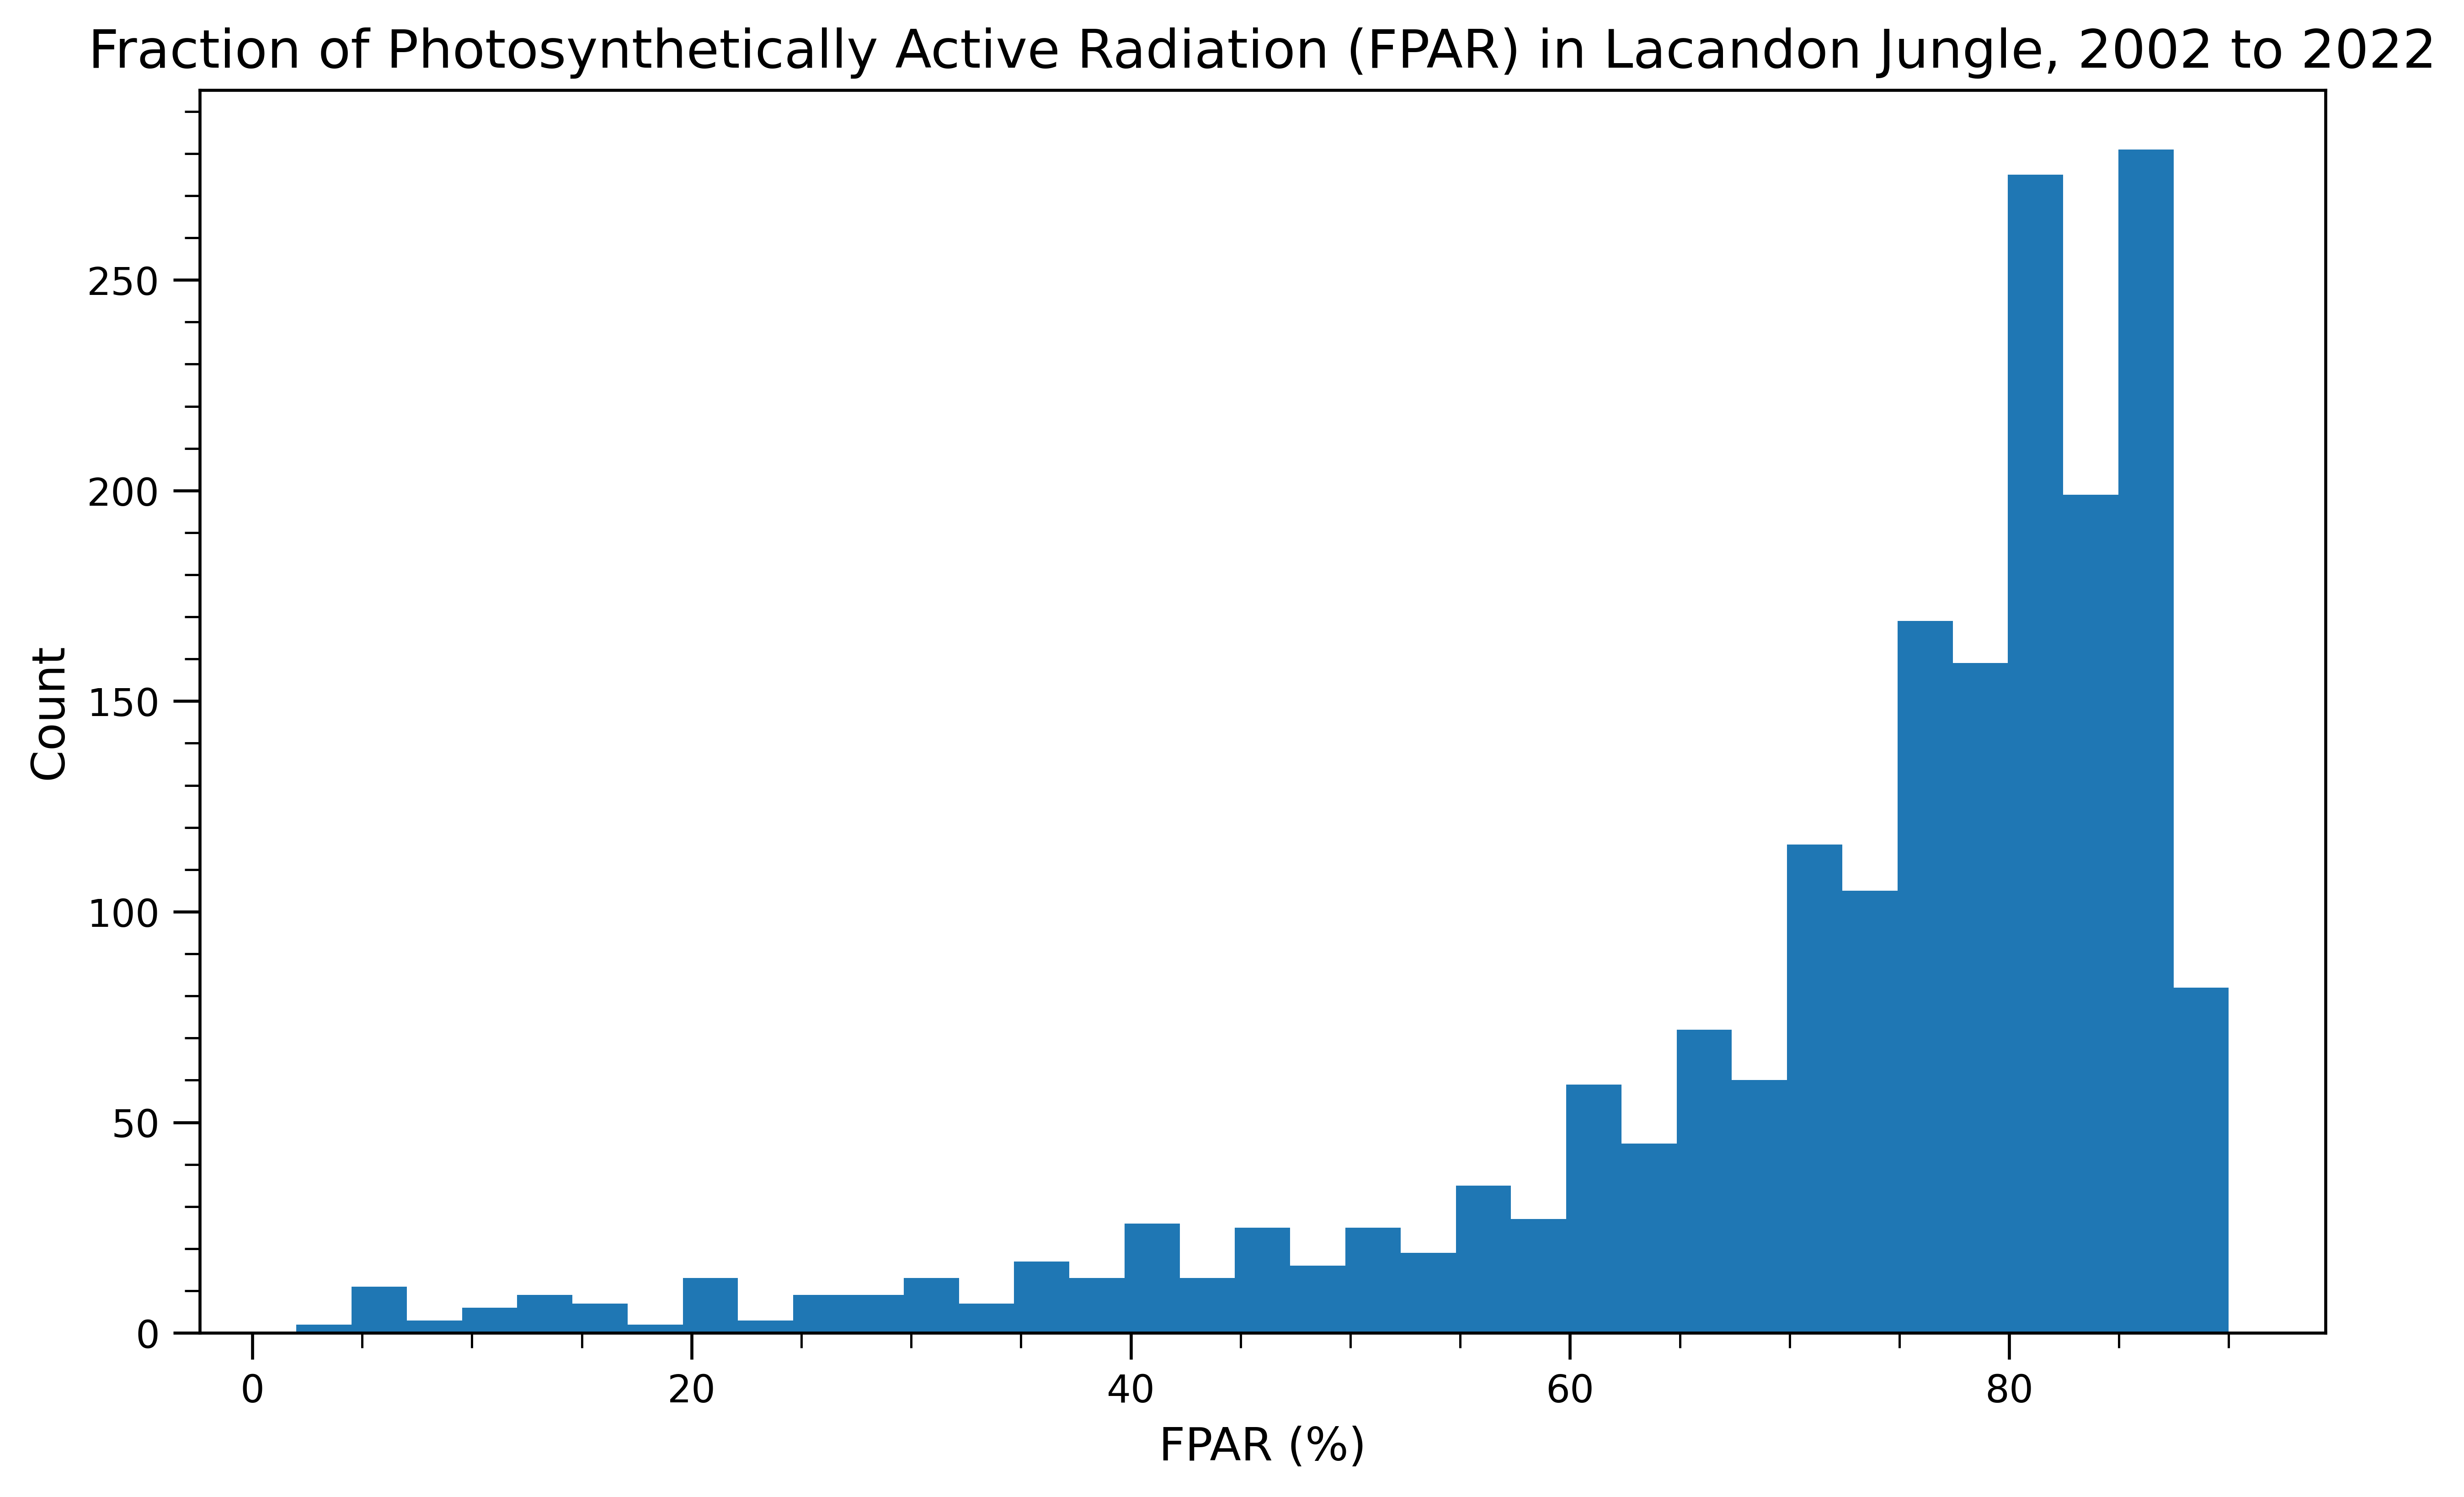 Fraction of Photosynthetically Active Radiation (FPAR) in Lacandon Jungle, 2002 to 2022
250
200
150
100
50
0
Count
0 20 40 60 80
FPAR (%)